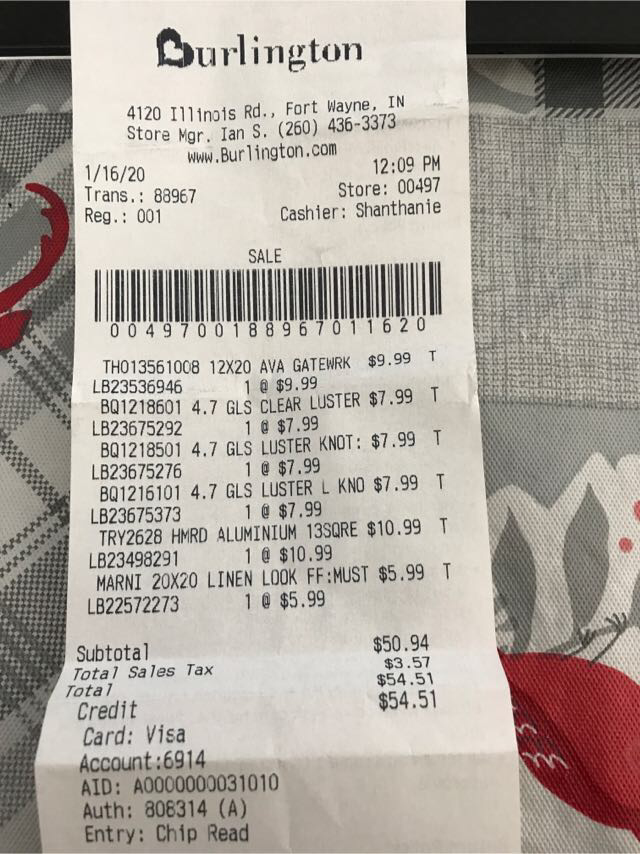 Burlington
4120 Illinois Rd., Fort Wayne, IN
Store Mgr. Ian S. (260) 436-3373
www.Burlington.com
1/16/20 12:09 PM
Trans.: 88967 Store: 00497
Reg.: 001 Cashier: Shanthanie
SALE
0049700188967011620
TH013561008 12X20 AVA GATEWRK $9.99 T
LB23536946 1 @ $9.99
BQ1218601 4.7 GLS CLEAR LUSTER $7.99 T
LB23675292 1 @ $7.99
BQ1218501 4.7 GLS LUSTER KNOT: $7.99 T
LB23675276 1 @ $7.99
BQ1216101 4.7 GLS LUSTER L KNO $7.99 T
LB23675373 1 @ $7.99
TRY2628 HMRD ALUMINIUM 13SQRE $10.99 T
LB23498291 1 @ $10.99
MARNI 20X20 LINEN LOOK FF:MUST $5.99 T
LB22572273 1 @ $5.99
Subtotal $50.94
Total Sales Tax $3.57
Total $54.51
Credit $54.51
Card: Visa
Account:6914
AID: A0000000031010
Auth: 808314 (A)
Entry: Chip Read